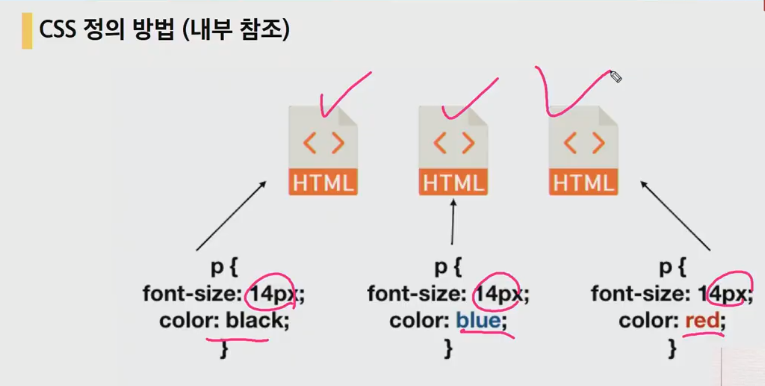 CSS 정의 방법 (내부 참조)
HTML
HTML
HTML
p {
font-size: 14px;
color: black;
}
p {
font-size: 14px;
color: blue;
}
p {
font-size: 14px;
color: red;
}